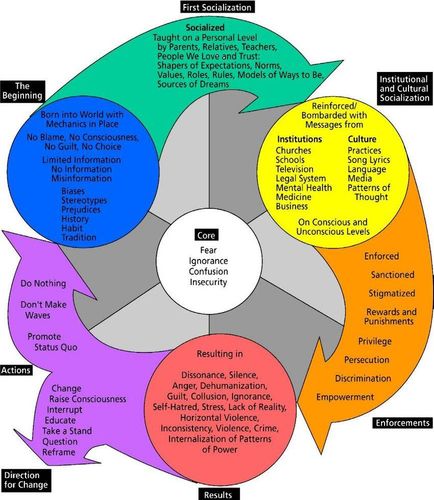 First Socialization
Socialized
Taught on a Personal Level
by Parents, Relatives, Teachers,
People We Love and Trust:
Shapers of Expectations, Norms,
Values, Roles, Rules, Models of Ways to Be,
Sources of Dreams
The
Beginning
Born into World with
Mechanics in Place
No Blame, No Consciousness,
No Guilt, No Choice
Limited Information
No Information
Misinformation
Biases
Stereotypes
Prejudices
History
Habit
Tradition
Institutional
and Cultural
Socialization
Reinforced/
Bombarded with
Messages from
Institutions
Churches
Schools
Television
Legal System
Mental Health
Medicine
Business
Culture
Practices
Song Lyrics
Language
Media
Patterns of
Thought
On Conscious and
Unconscious Levels
Core
Fear
Ignorance
Confusion
Insecurity
Enforced
Sanctioned
Stigmatized
Rewards and
Punishments
Privilege
Persecution
Discrimination
Empowerment
Enforcements
Resulting in
Dissonance, Silence,
Anger, Dehumanization,
Guilt, Collusion, Ignorance,
Self-Hatred, Stress, Lack of Reality,
Horizontal Violence,
Inconsistency, Violence, Crime,
Internalization of Patterns
of Power
Results
Do Nothing
Don't Make
Waves
Promote
Status Quo
Actions
Change
Raise Consciousness
Interrupt
Educate
Take a Stand
Question
Reframe
Direction
for Change